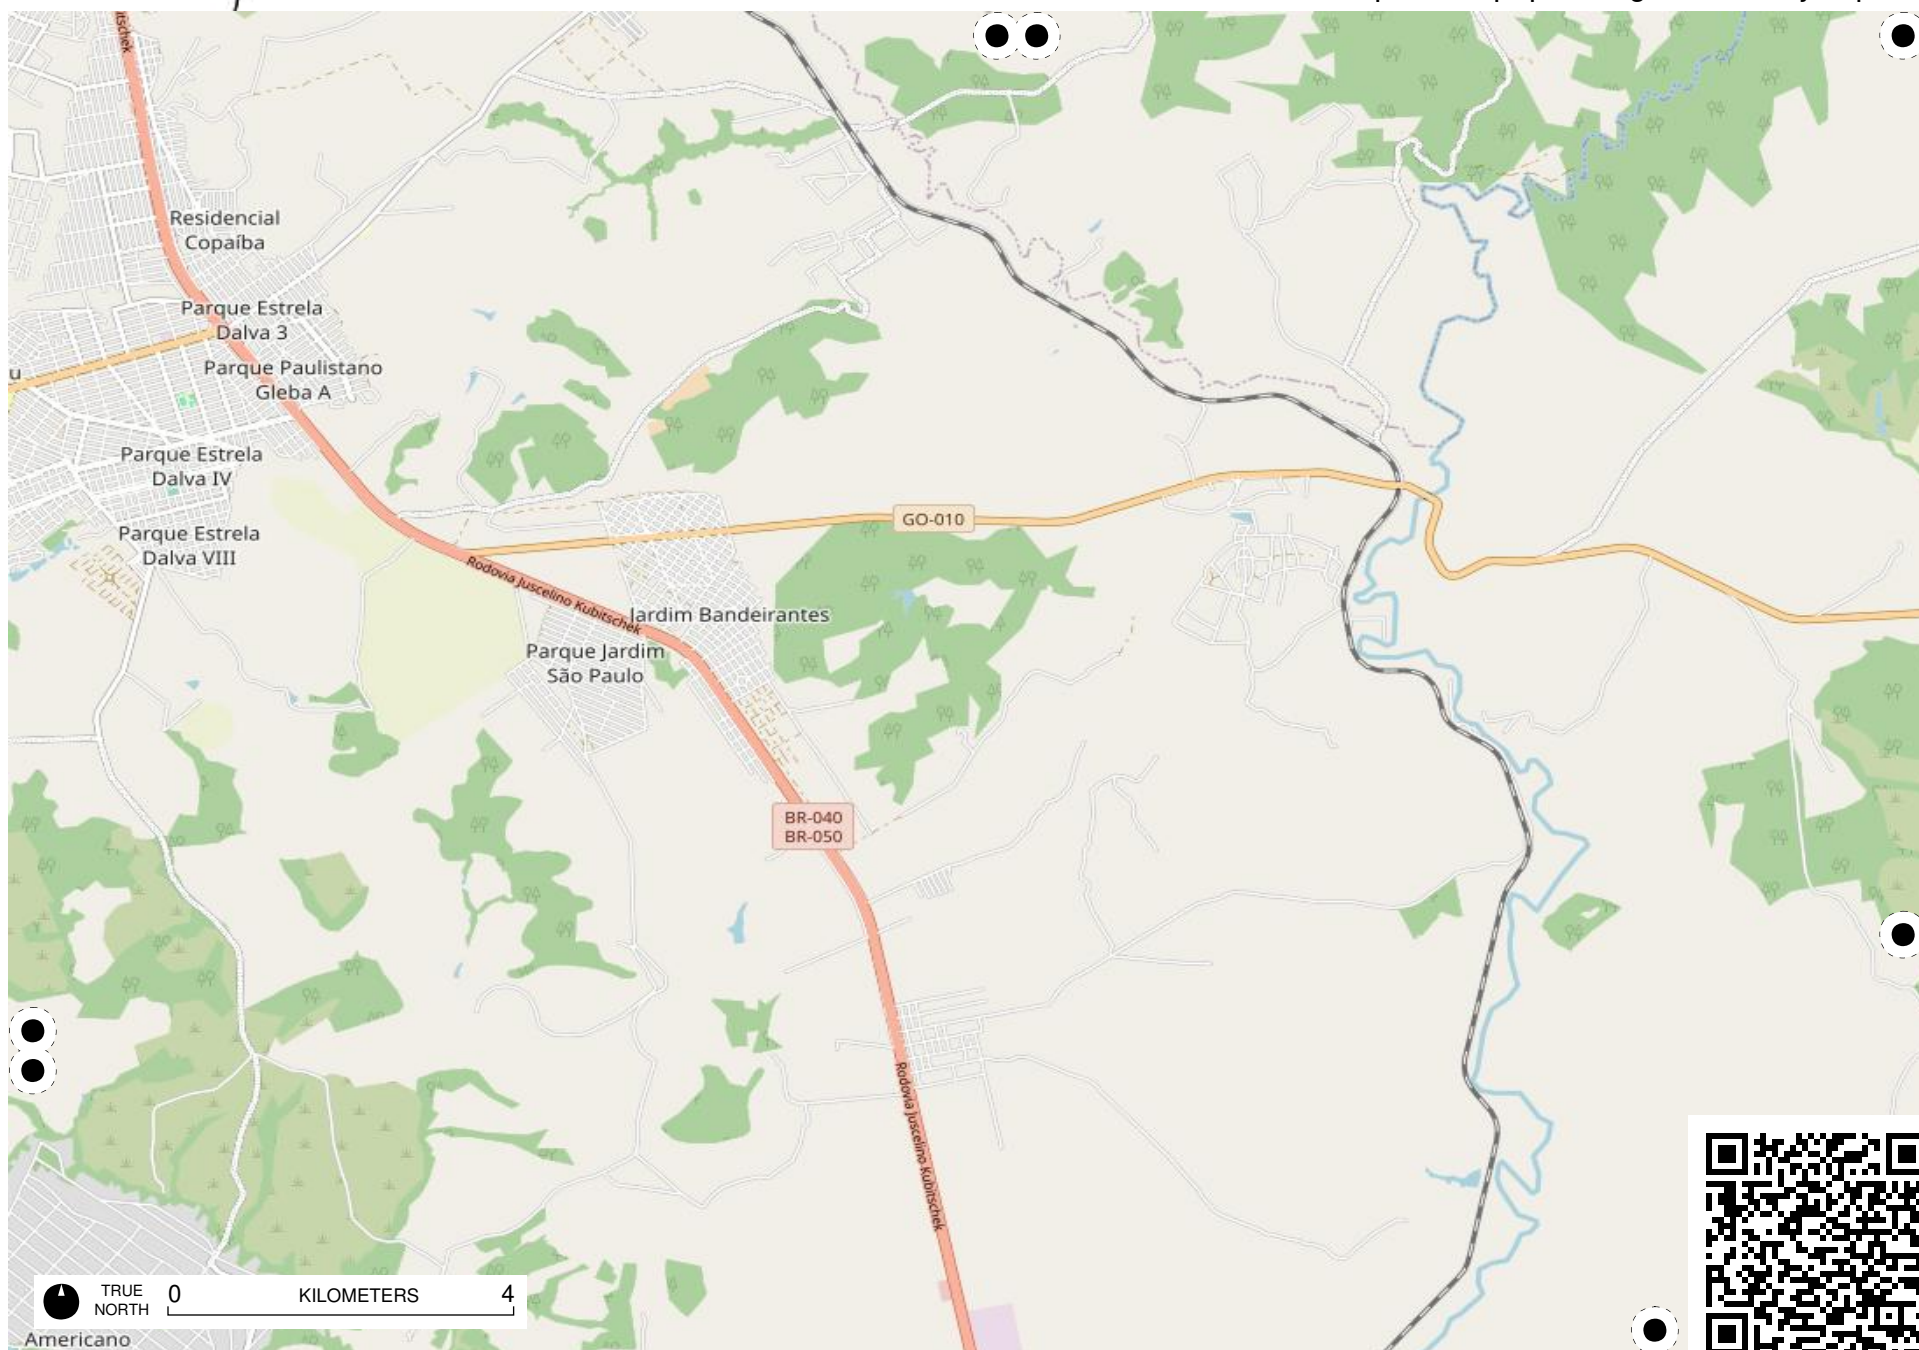 Residencial
Copaíba
Parque Estrela
Dalva 3
Parque Paulistano
Gleba A
u
Parque Estrela
Dalva IV
GO-010
Parque Estrela
Dalva VIII
Rodovia Juscelino Kubitschek
Jardim Bandeirantes
Parque Jardim
São Paulo
BR-040
BR-050
Rodovia Juscelino Kubitschek
TRUE
NORTH
0
KILOMETERS
4
Americano